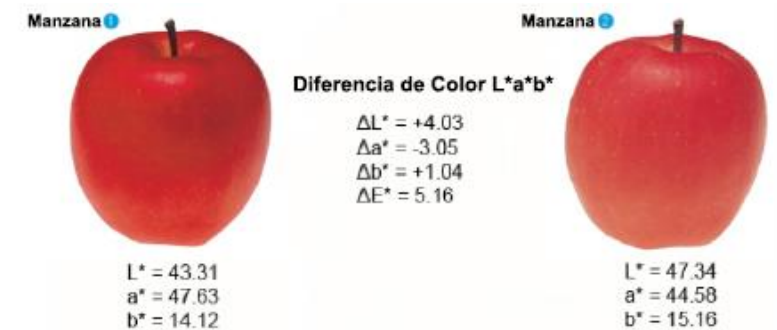 Manzana 1
Manzana 2
Diferencia de Color L*a*b*
ΔL* = +4.03
Δa* = -3.05
Δb* = +1.04
ΔE* = 5.16
L* = 43.31
a* = 47.63
b* = 14.12
L* = 47.34
a* = 44.58
b* = 15.16